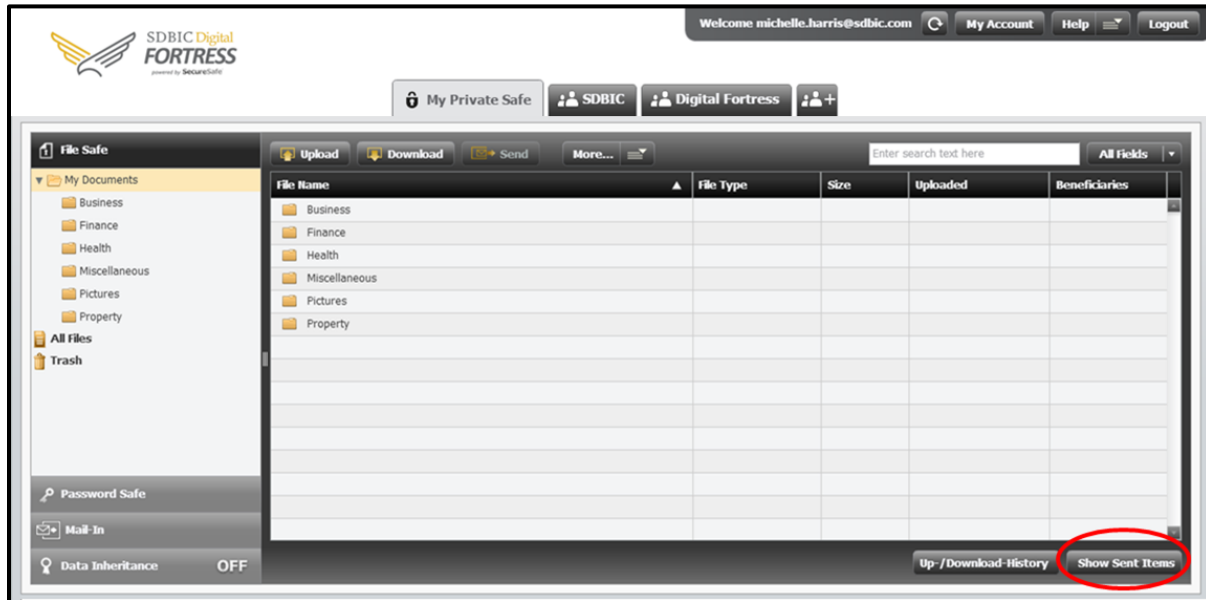 Welcome michelle.harris@sdbic.com My Account Help Logout
SDBIC Digital
FORTRESS
powered by SecureSafe
My Private Safe SDBIC Digital Fortress
File Safe
Upload Download Send More... Enter search text here All Fields
My Documents
Business
Finance
Health
Miscellaneous
Pictures
Property
All Files
Trash
File Name File Type Size Uploaded Beneficiaries
Business
Finance
Health
Miscellaneous
Pictures
Property
Password Safe
Mail-In
Data Inheritance OFF
Up-/Download-History Show Sent Items